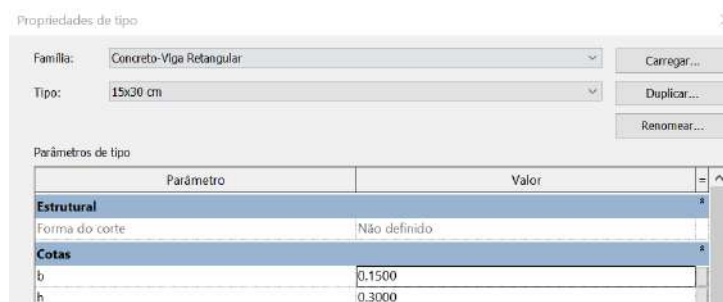 Propriedades de tipo
Família: Concreto-Viga Retangular Carregar...
Tipo: 15x30 cm Duplicar...
Renomear...
Parâmetros de tipo
Parâmetro Valor =
Estrutural
Forma do corte Não definido
Cotas
b 0.1500
h 0.3000